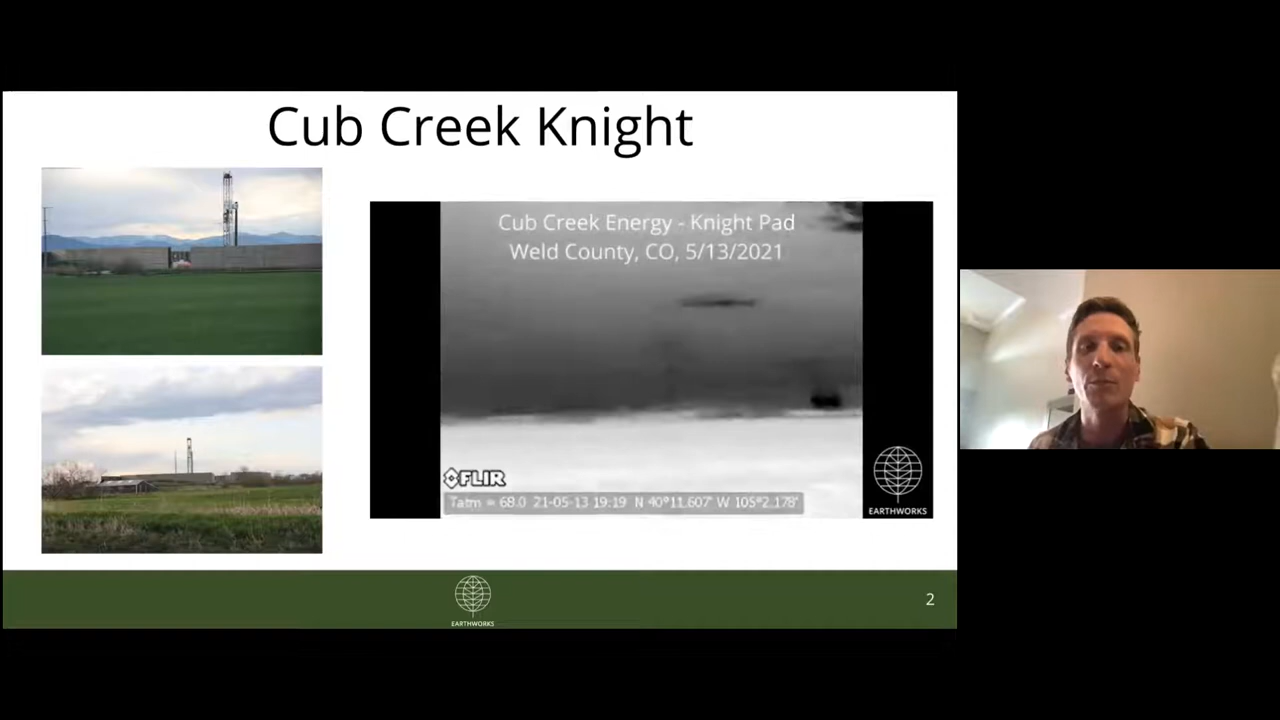 Cub Creek Knight
Cub Creek Energy - Knight Pad
Weld County, CO, 5/13/2021
FLIR
Tatm = 68.0 21-05-13 19:19 N 40°11.607' W 105°2.178'
EARTHWORKS
EARTHWORKS
2